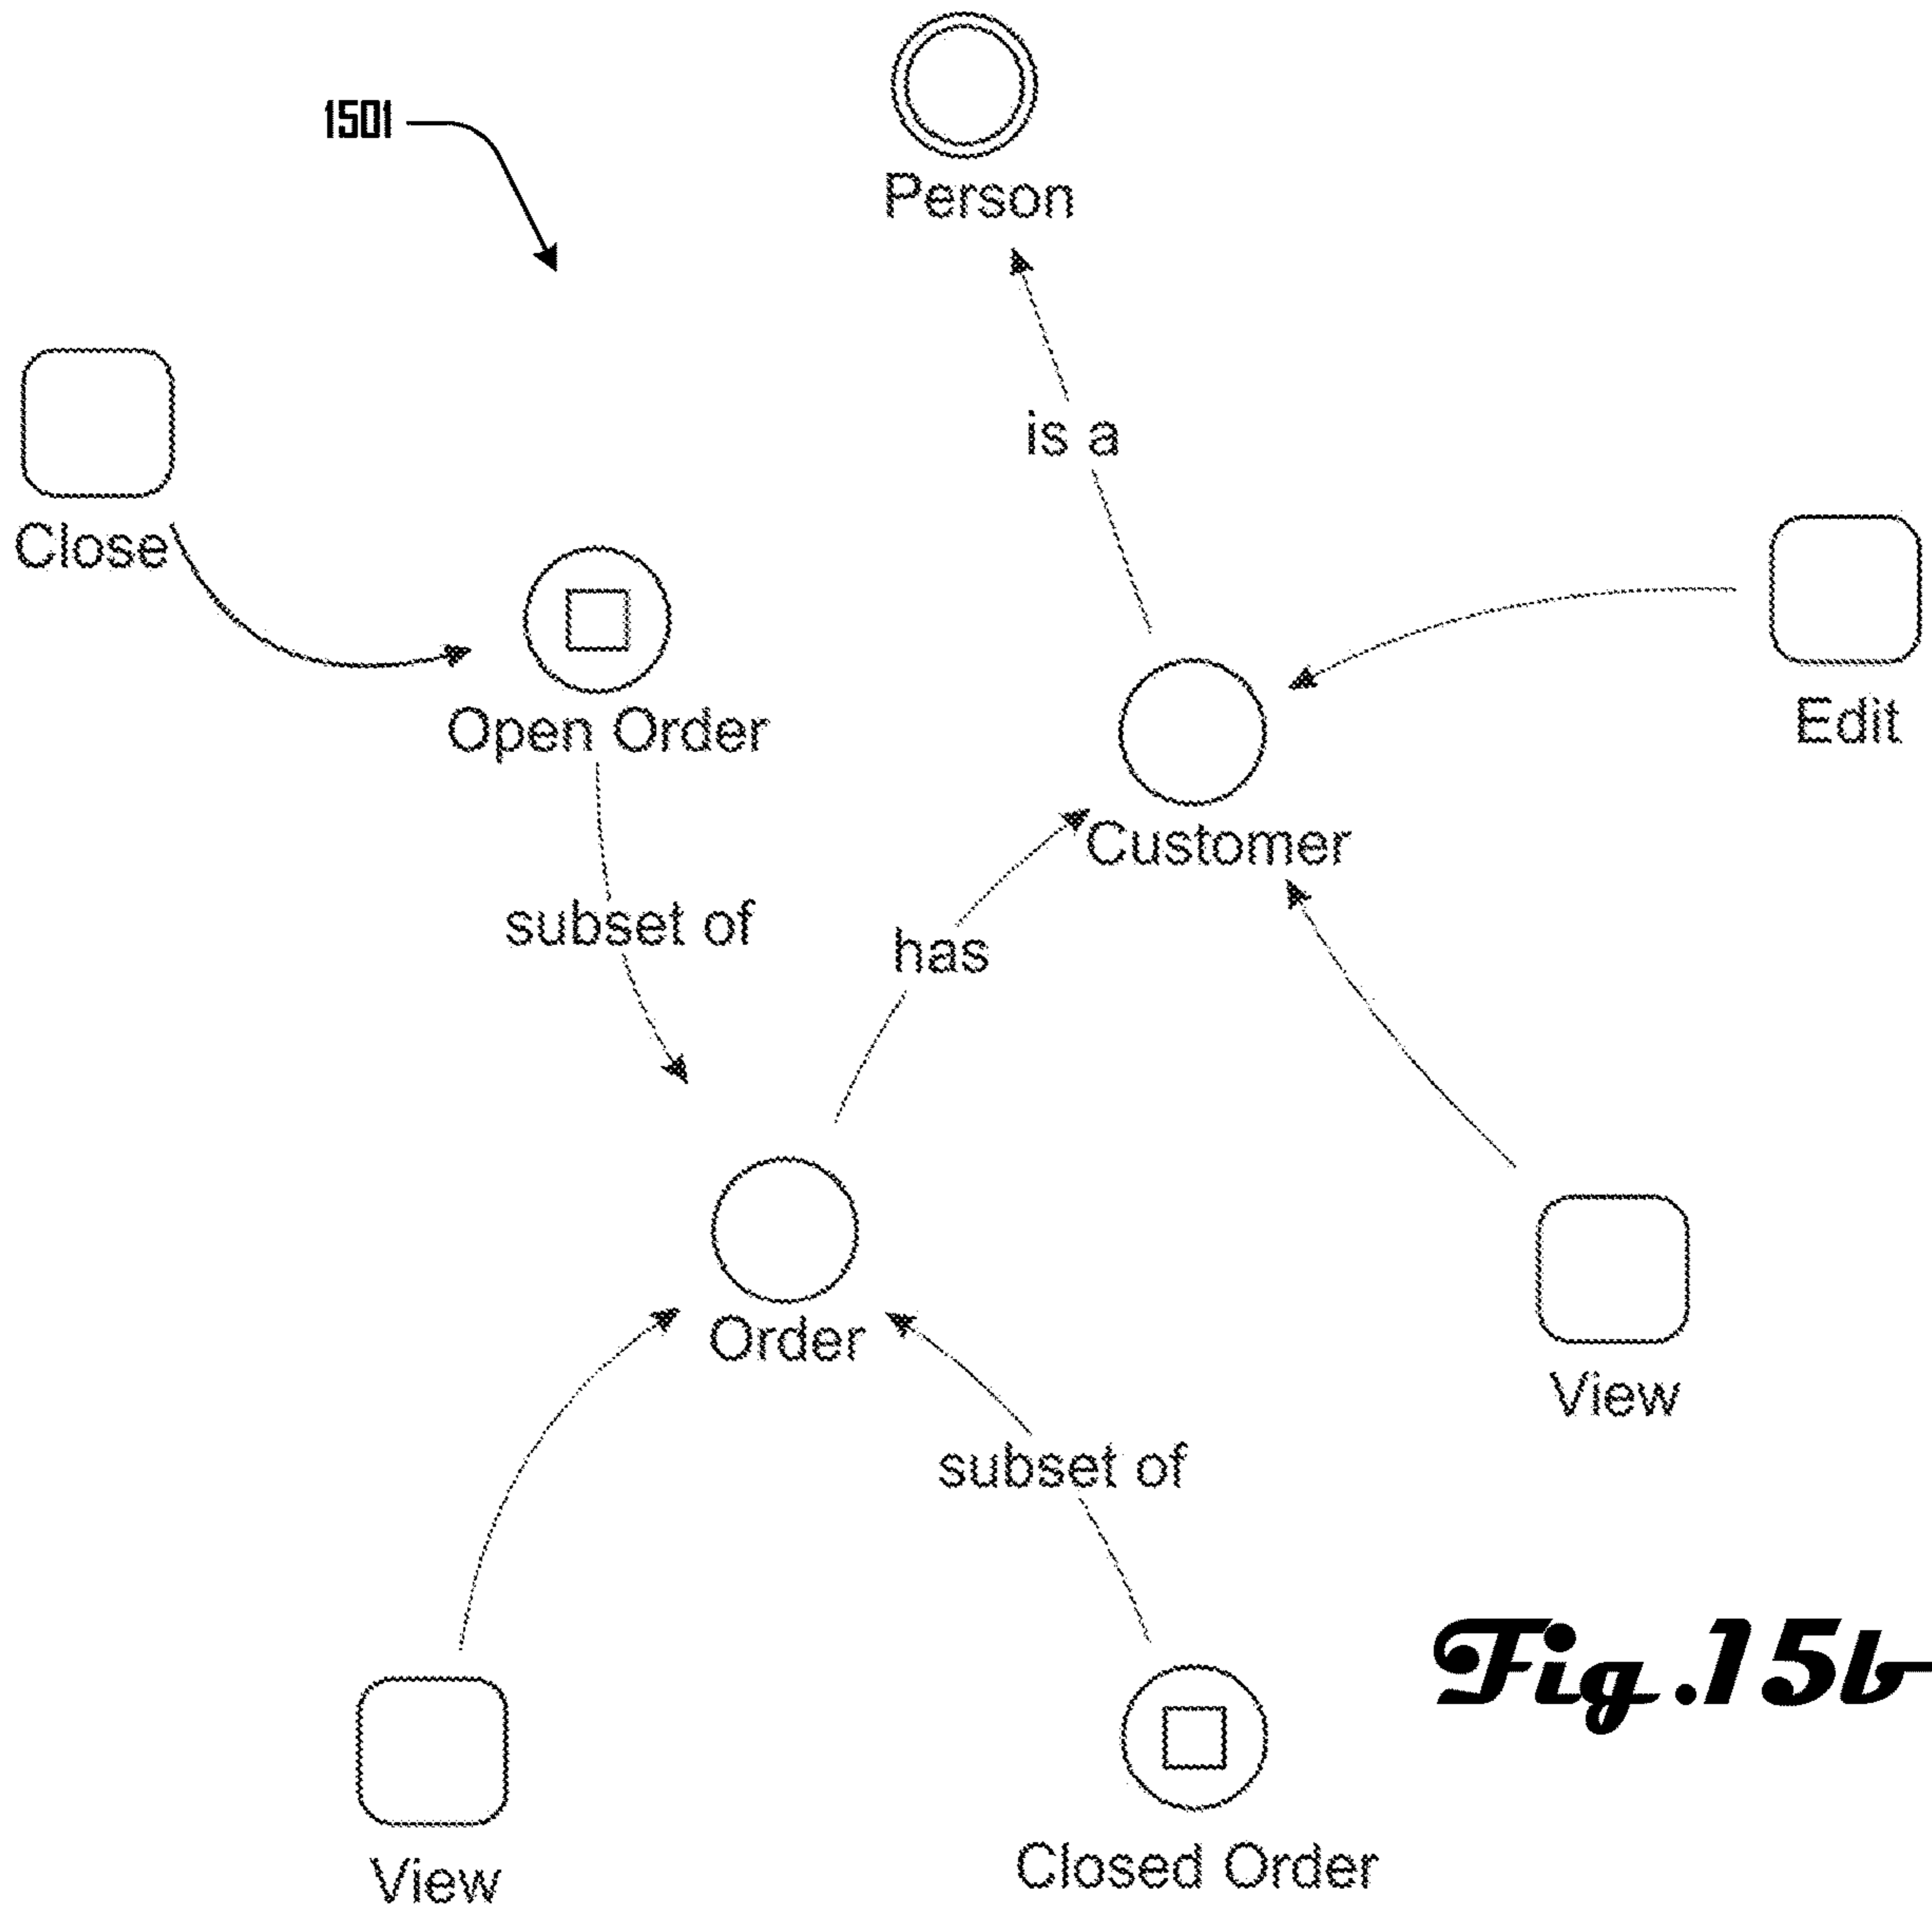 1501
Person
is a
Close
Edit
Open Order
Customer
subset of
has
Order
View
subset of
Fig.15b
View
Closed Order